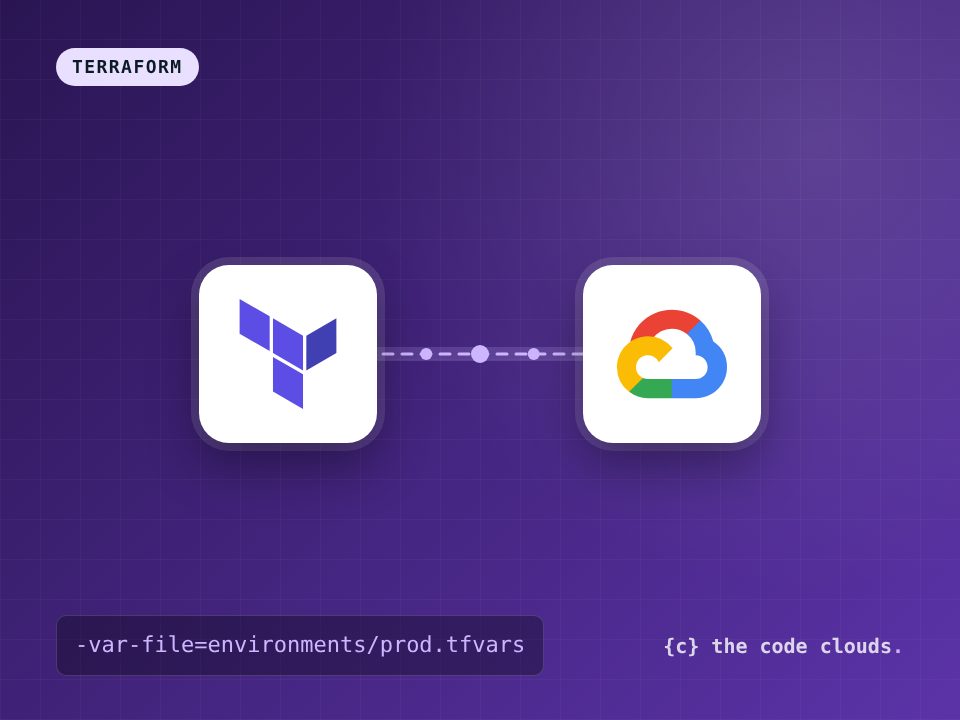 TERRAFORM
-var-file=environments/prod.tfvars
{c} the code clouds.